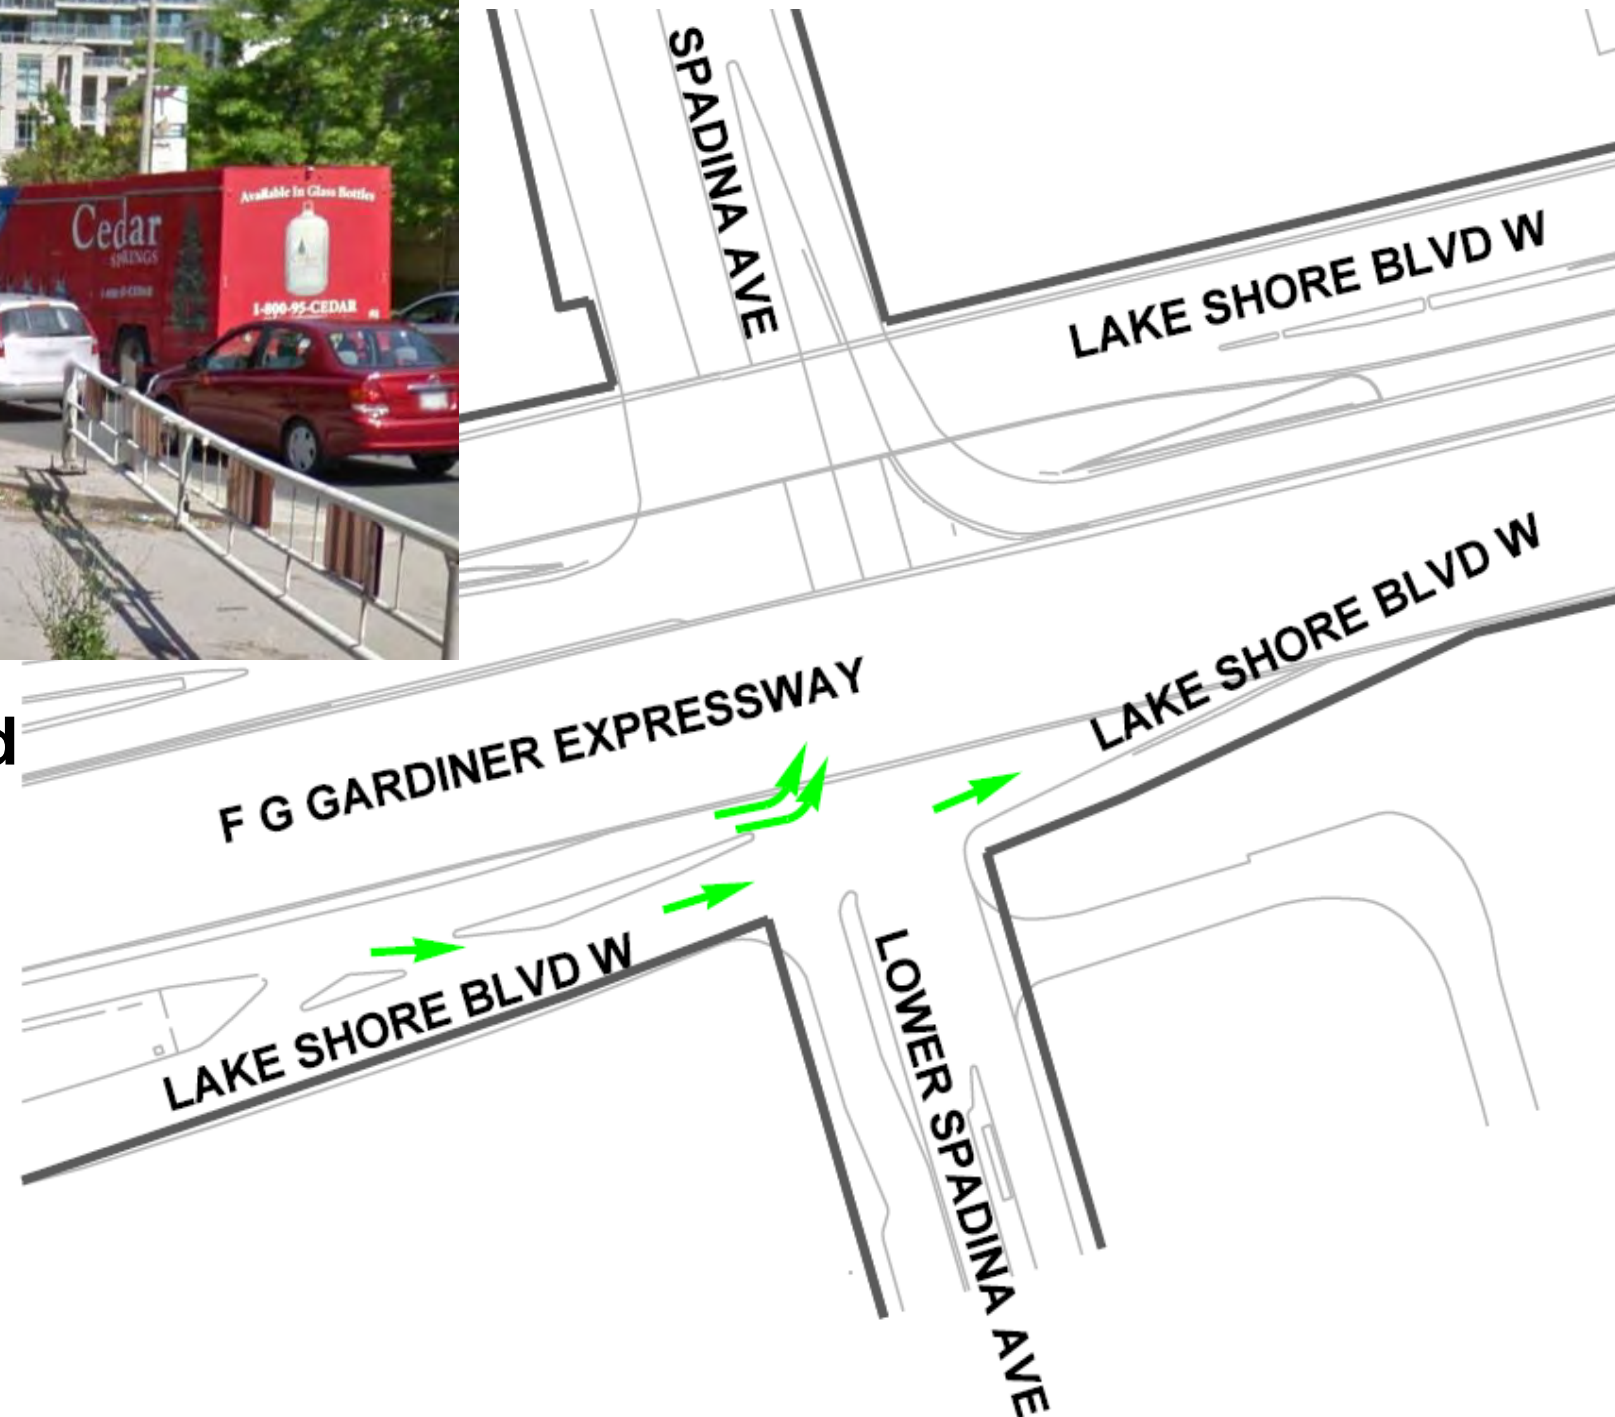 Available In Glass Bottles
Cedar
SPRINGS
1-800-95-CEDAR
SPADINA AVE
LAKE SHORE BLVD W
LAKE SHORE BLVD W
d
F G GARDINER EXPRESSWAY
LAKE SHORE BLVD W
LOWER SPADINA AVE